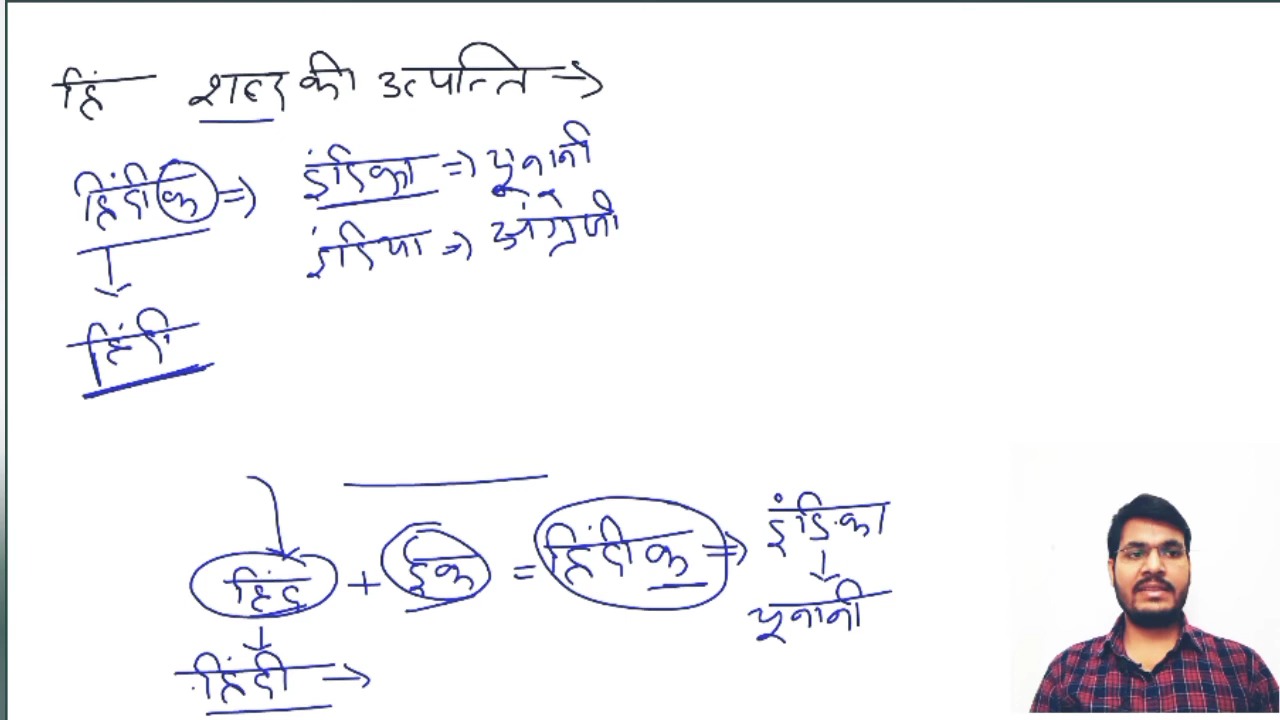 हिं शब्द की उत्पत्ति →
हिंदीक ⇒ इंडिका ⇒ यूनानी
इंडिया ⇒ अंग्रेजी
↓
हिंदी
हिंद + ईक = हिंदीक ⇒ इंडिका
↓
यूनानी
↓
हिंदी →